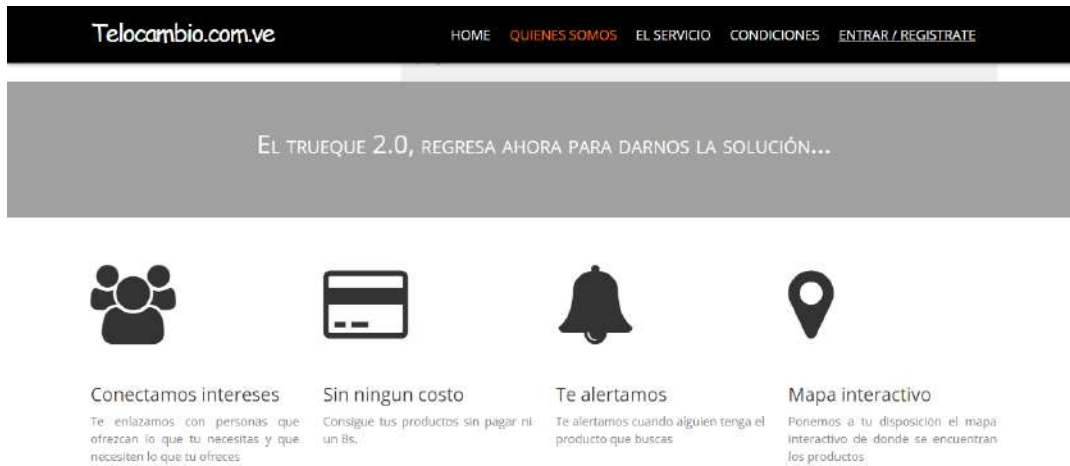 Telocambio.com.ve
HOME QUIENES SOMOS EL SERVICIO CONDICIONES ENTRAR / REGISTRATE
El trueque 2.0, regresa ahora para darnos la solución...
Conectamos intereses
Te enlazamos con personas que
ofrezcan lo que tu necesitas y que
necesiten lo que tu ofreces
Sin ningun costo
Consigue tus productos sin pagar ni
un Bs.
Te alertamos
Te alertamos cuando alguien tenga el
producto que buscas
Mapa interactivo
Ponemos a tu disposición el mapa
interactivo de donde se encuentran
los productos